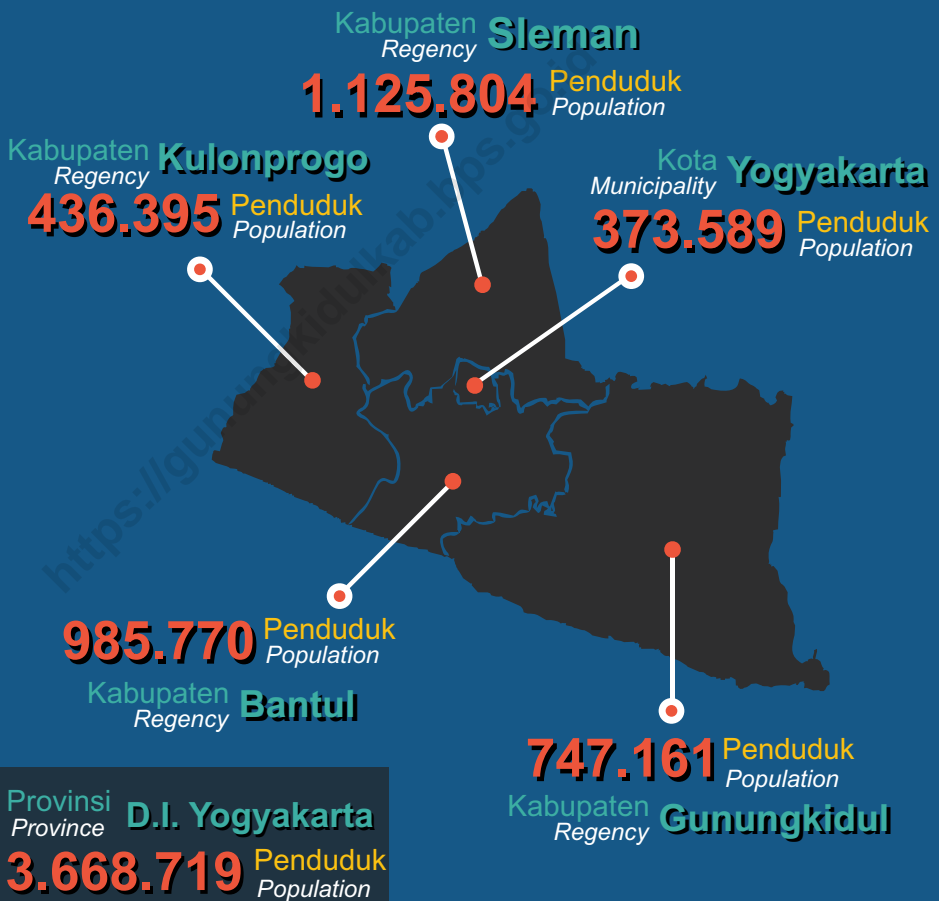 Kabupaten
Regency
Sleman
1.125.804
Penduduk
Population
Kabupaten
Regency
Kulonprogo
436.395
Penduduk
Population
Kota
Municipality
Yogyakarta
373.589
Penduduk
Population
https://gunungkidulkab.bps.go.id
985.770
Penduduk
Population
Kabupaten
Regency
Bantul
747.161
Penduduk
Population
Kabupaten
Regency
Gunungkidul
Provinsi
Province
D.I. Yogyakarta
3.668.719
Penduduk
Population